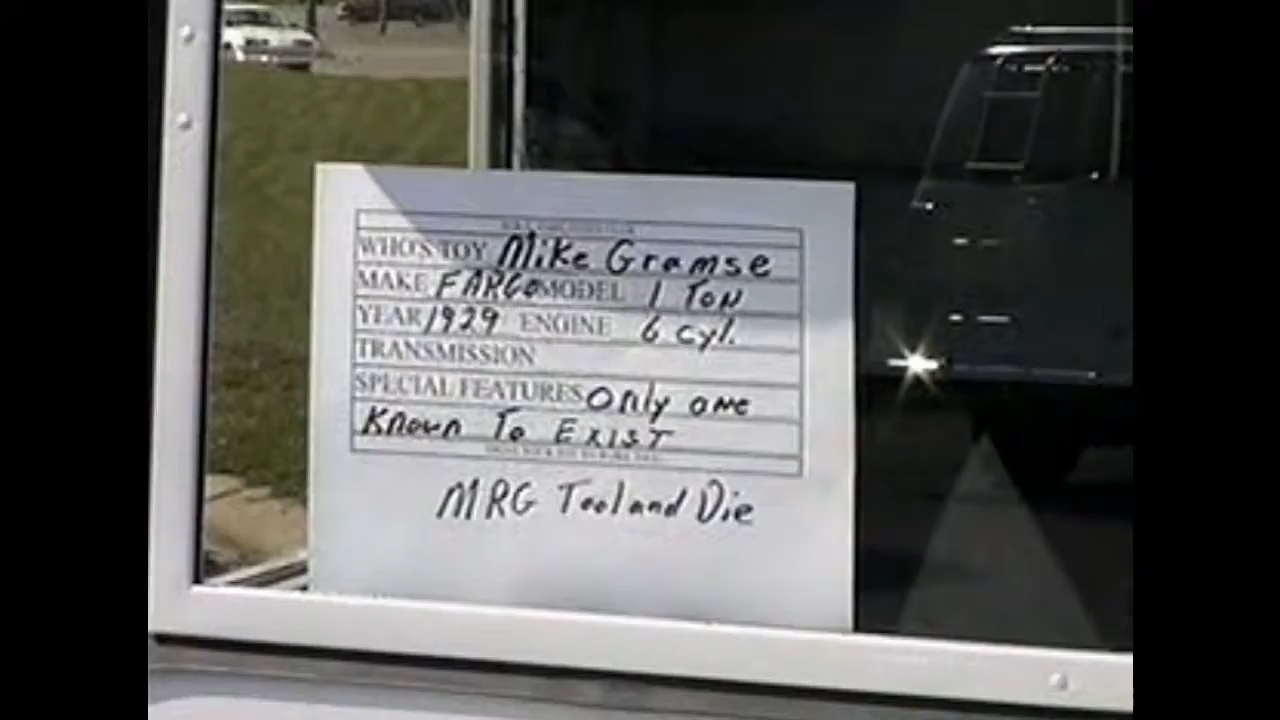 WHO'S TOY Mike Gramse
MAKE FARGO MODEL 1 TON
YEAR 1929 ENGINE 6 cyl.
TRANSMISSION
SPECIAL FEATURES Only one
Known To EXIST
MRG Tool and Die